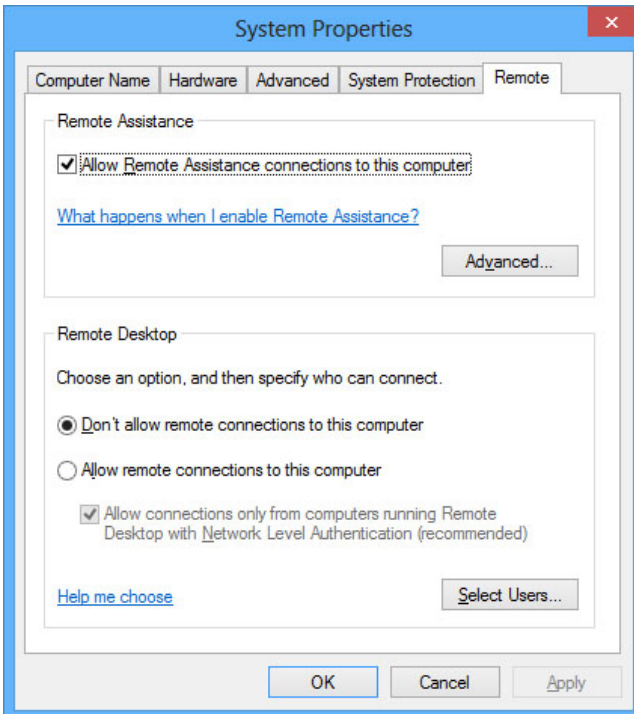 System Properties
Computer Name Hardware Advanced System Protection Remote
Remote Assistance
Allow Remote Assistance connections to this computer
What happens when I enable Remote Assistance?
Advanced...
Remote Desktop
Choose an option, and then specify who can connect.
Don't allow remote connections to this computer
Allow remote connections to this computer
Allow connections only from computers running Remote
Desktop with Network Level Authentication (recommended)
Help me choose
Select Users...
OK Cancel Apply